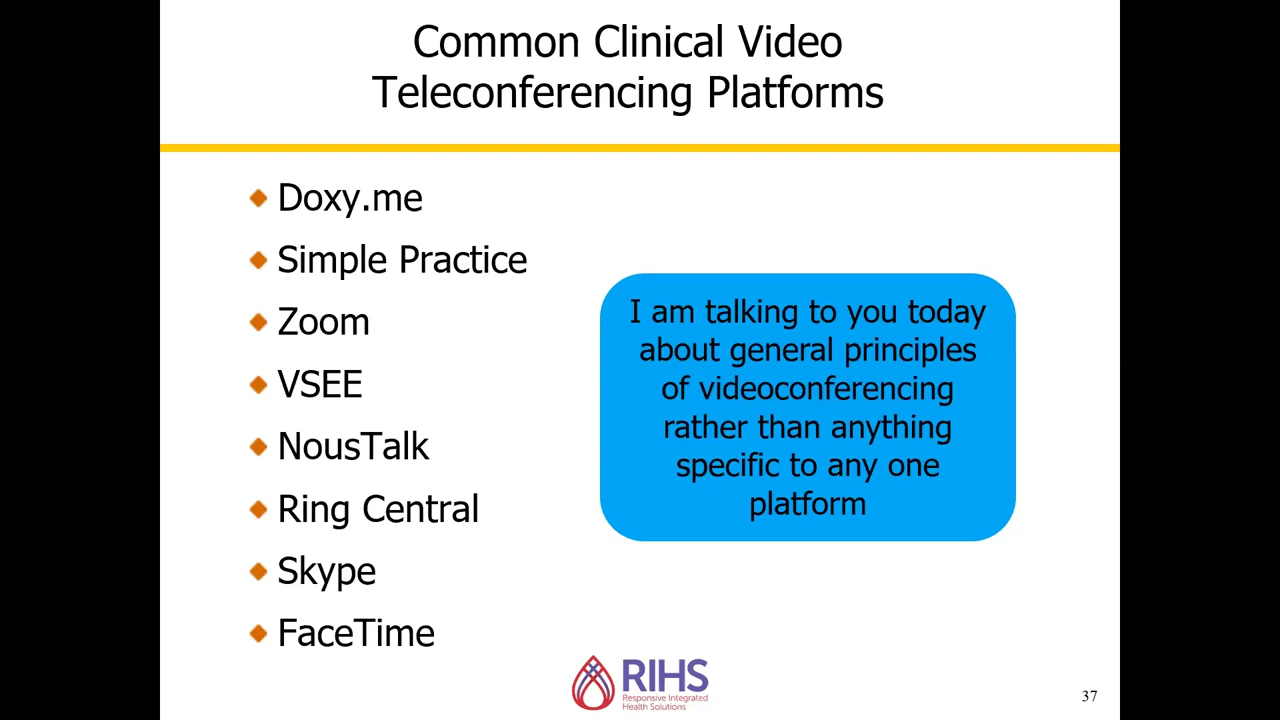 Common Clinical Video
Teleconferencing Platforms
Doxy.me
Simple Practice
Zoom
VSEE
NousTalk
Ring Central
Skype
FaceTime
I am talking to you today
about general principles
of videoconferencing
rather than anything
specific to any one
platform
RIHS
Responsive Integrated
Health Solutions
37